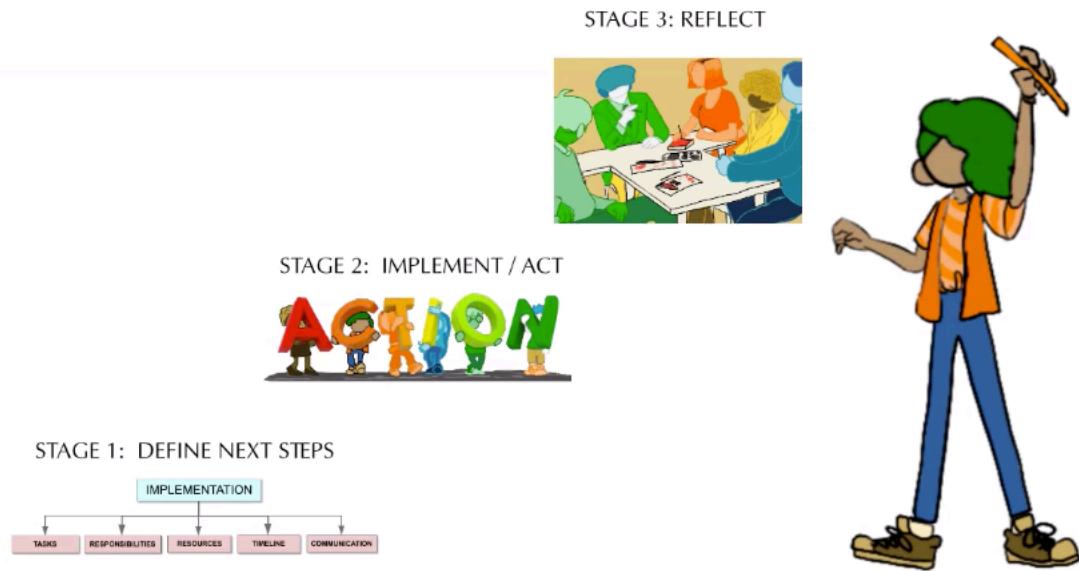 STAGE 3: REFLECT
STAGE 2: IMPLEMENT / ACT
ACTION
STAGE 1: DEFINE NEXT STEPS
IMPLEMENTATION
TASKS RESPONSIBILITIES RESOURCES TIMELINE COMMUNICATION